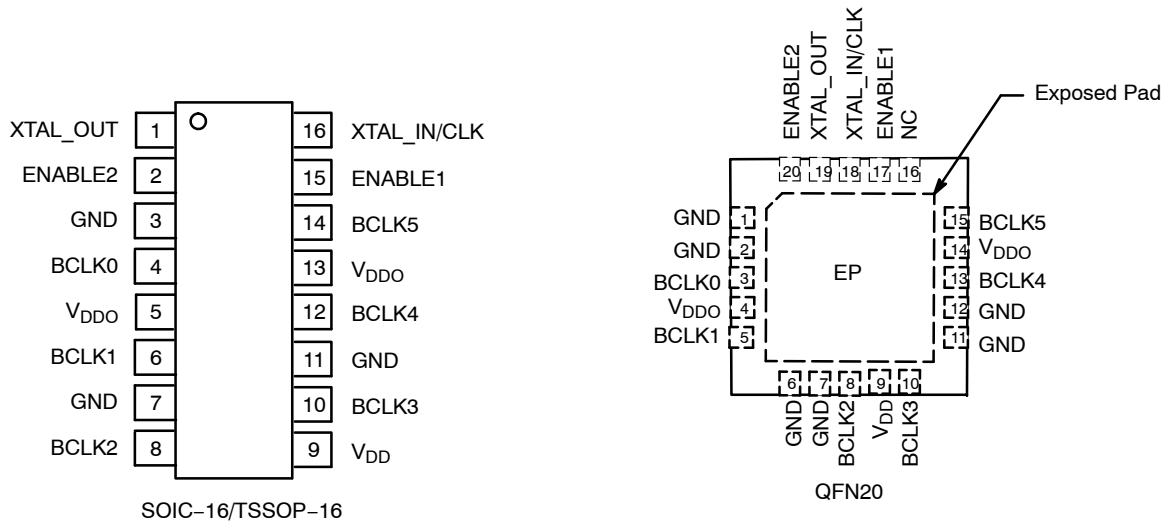 XTAL_OUT 1 16 XTAL_IN/CLK
ENABLE2 2 15 ENABLE1
GND 3 14 BCLK5
BCLK0 4 13 VDDO
VDDO 5 12 BCLK4
BCLK1 6 11 GND
GND 7 10 BCLK3
BCLK2 8 9 VDD
SOIC−16/TSSOP−16
ENABLE2
XTAL_OUT
XTAL_IN/CLK
ENABLE1
NC
Exposed Pad
20 19 18 17 16
GND 1 15 BCLK5
GND 2 14 VDDO
BCLK0 3 EP 13 BCLK4
VDDO 4 12 GND
BCLK1 5 11 GND
6 7 8 9 10
GND
GND
BCLK2
VDD
BCLK3
QFN20